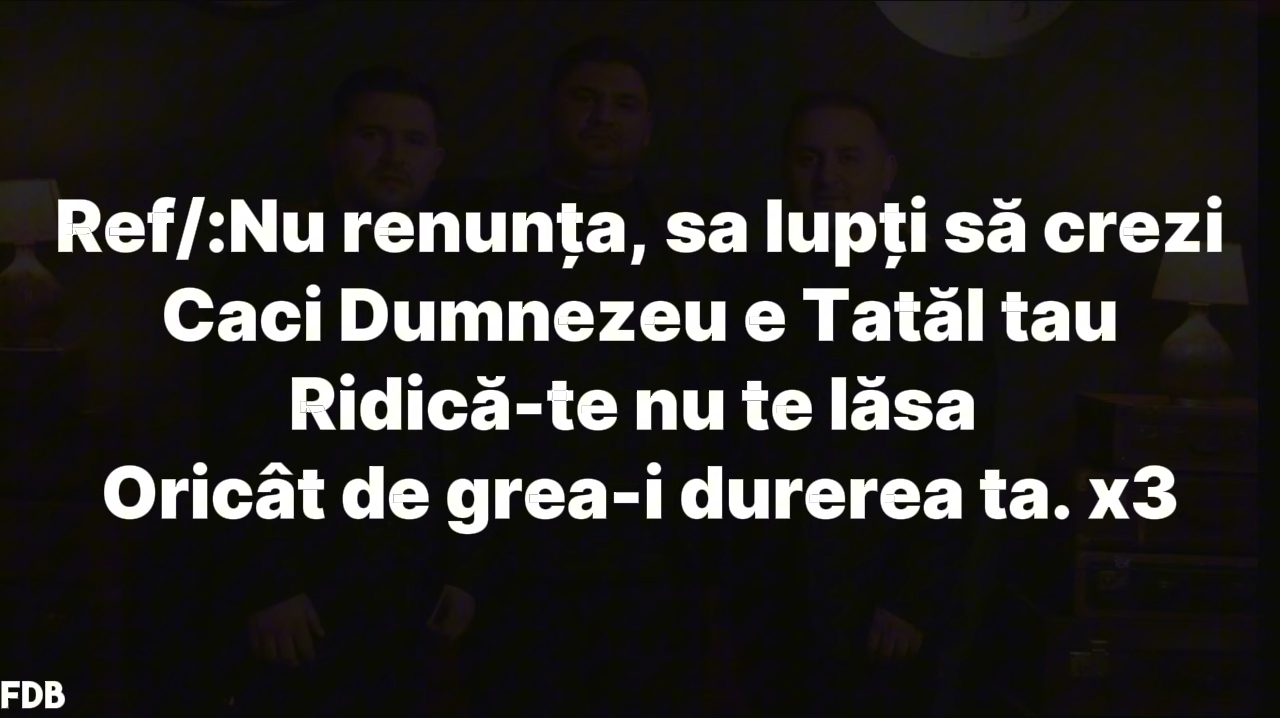 Ref/:Nu renunța, sa lupți să crezi
Caci Dumnezeu e Tatăl tau
Ridică-te nu te lăsa
Oricât de grea-i durerea ta. x3
FDB